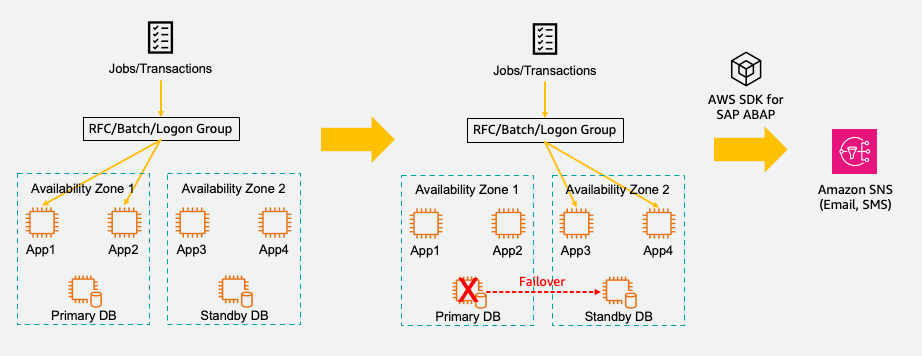 Jobs/Transactions
RFC/Batch/Logon Group
Availability Zone 1
Availability Zone 2
App1
App2
App3
App4
Primary DB
Standby DB
Jobs/Transactions
RFC/Batch/Logon Group
Availability Zone 1
Availability Zone 2
App1
App2
App3
App4
Failover
Primary DB
Standby DB
AWS SDK for
SAP ABAP
Amazon SNS
(Email, SMS)